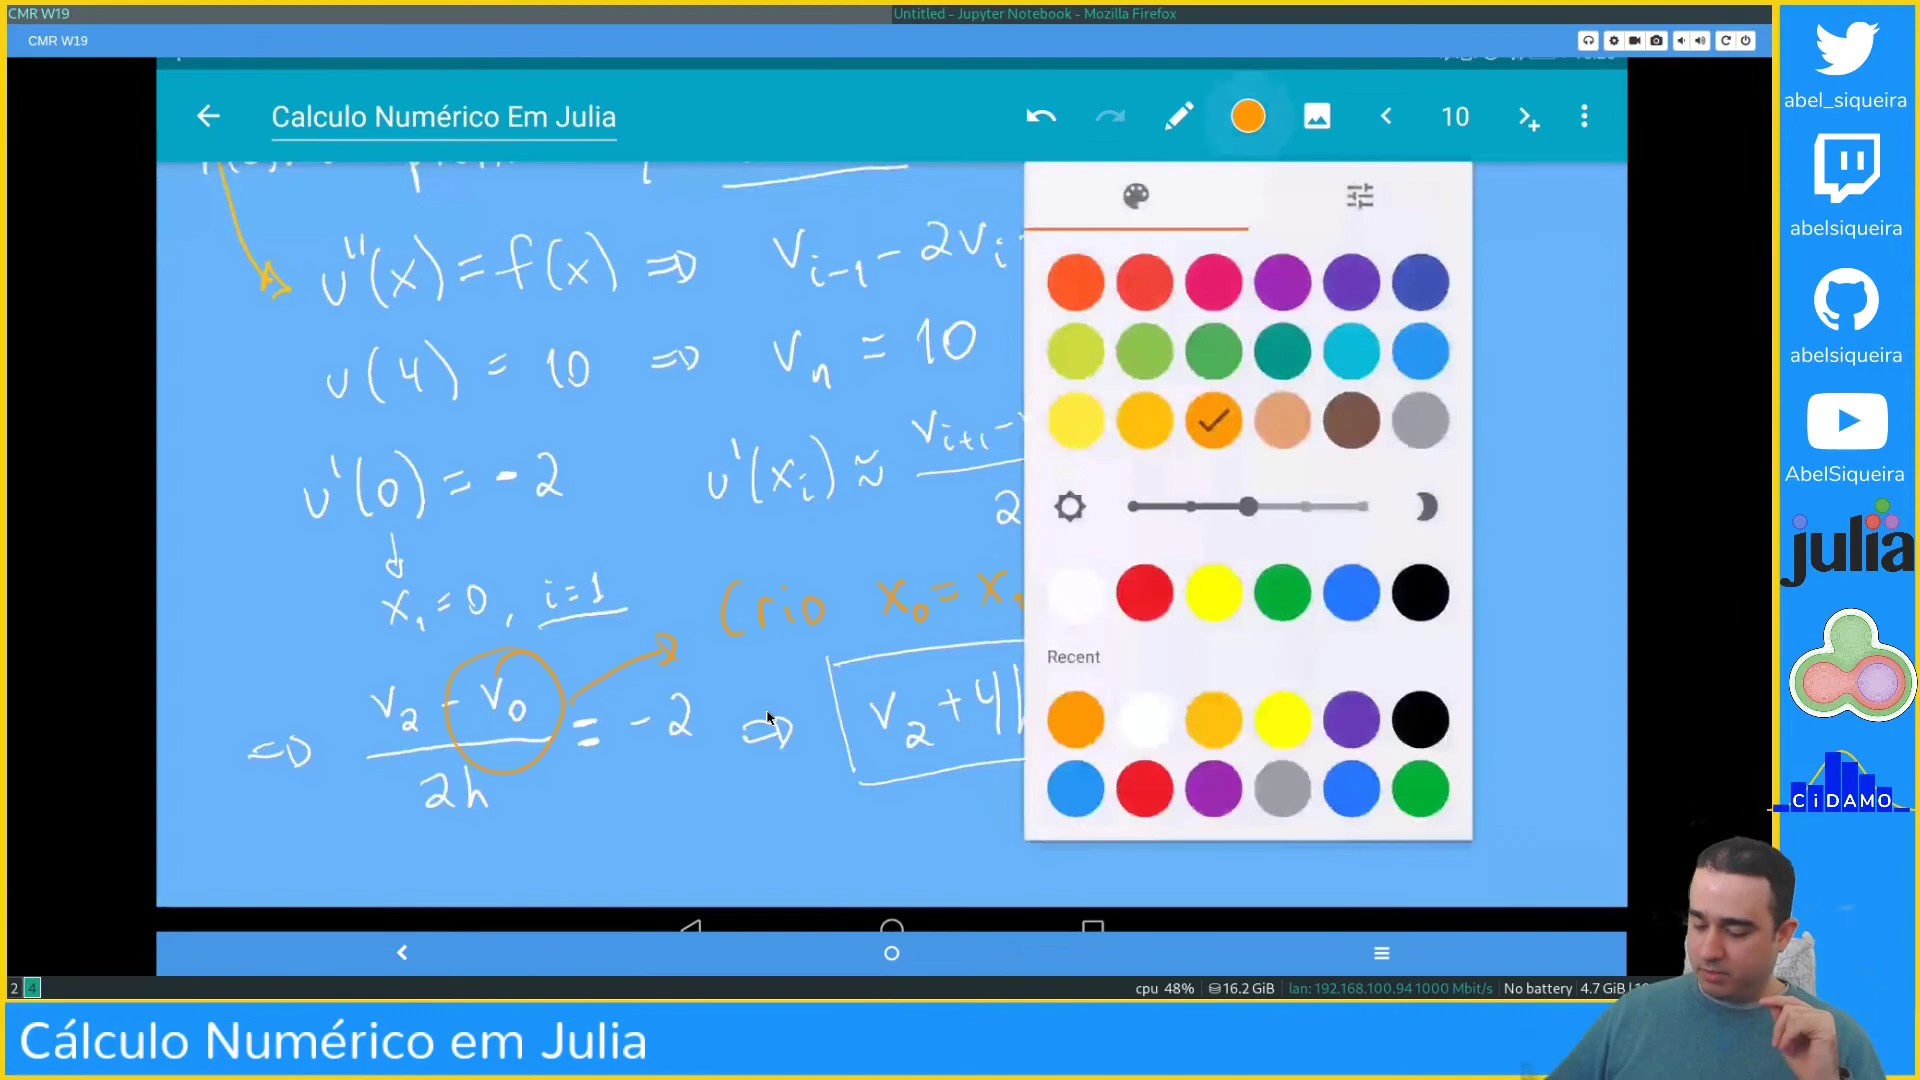 CMR W19
Untitled - Jupyter Notebook - Mozilla Firefox
CMR W19
Calculo Numérico Em Julia
10
u''(x) = f(x) ⇒ v_{i-1} - 2v_i
u(4) = 10 ⇒ v_n = 10
u'(0) = -2
u'(x_i) ≈ v_{i+1} -
2
x_1 = 0, i=1
Crio x_0 = x_1
v_2 - v_0
⇒ = -2 ⇒ v_2 + 4
2h
Recent
abel_siqueira
abelsiqueira
abelsiqueira
AbelSiqueira
julia
CiDAMO
2 4
cpu 48% 16.2 GiB lan: 192.168.100.94 1000 Mbit/s No battery 4.7 GiB
Cálculo Numérico em Julia